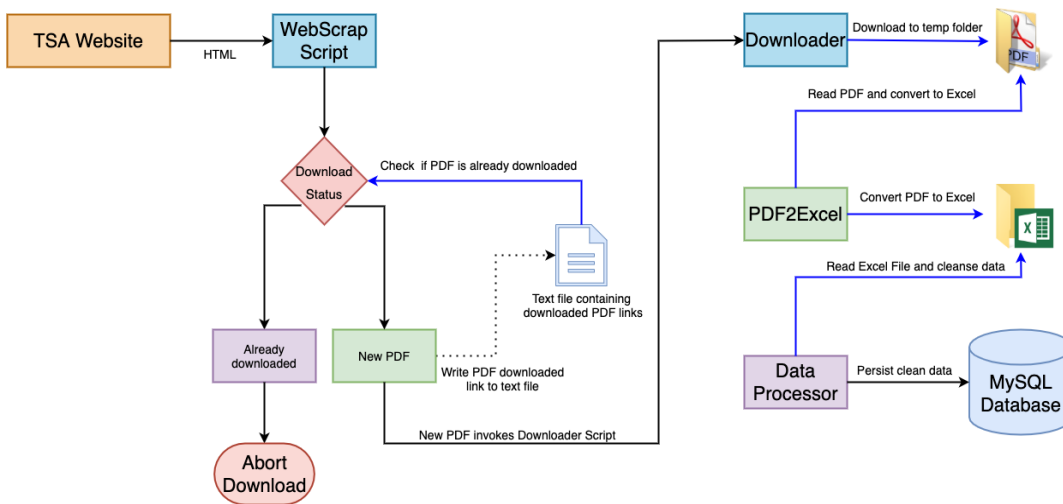 TSA Website
HTML
WebScrap
Script
Downloader
Download to temp folder
PDF
Read PDF and convert to Excel
Download
Status
Check if PDF is already downloaded
PDF2Excel
Convert PDF to Excel
X
Read Excel File and cleanse data
Text file containing
downloaded PDF links
Already
downloaded
New PDF
Write PDF downloaded
link to text file
Data
Processor
Persist clean data
MySQL
Database
New PDF invokes Downloader Script
Abort
Download